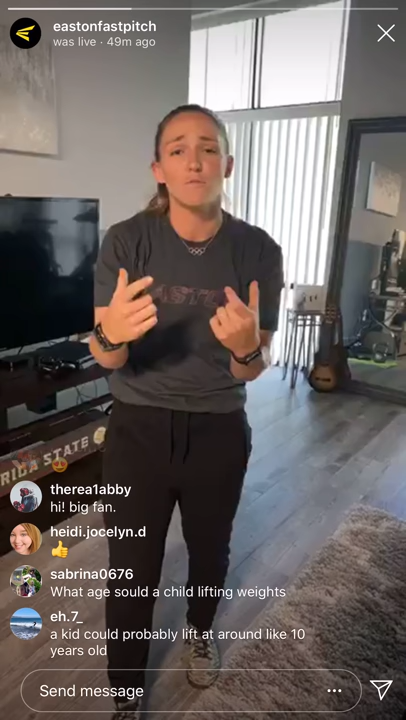 eastonfastpitch
was live · 49m ago
EASTON
RIDA STATE
therea1abby
hi! big fan.
heidi.jocelyn.d
👍
sabrina0676
What age sould a child lifting weights
eh.7_
a kid could probably lift at around like 10
years old
Send message